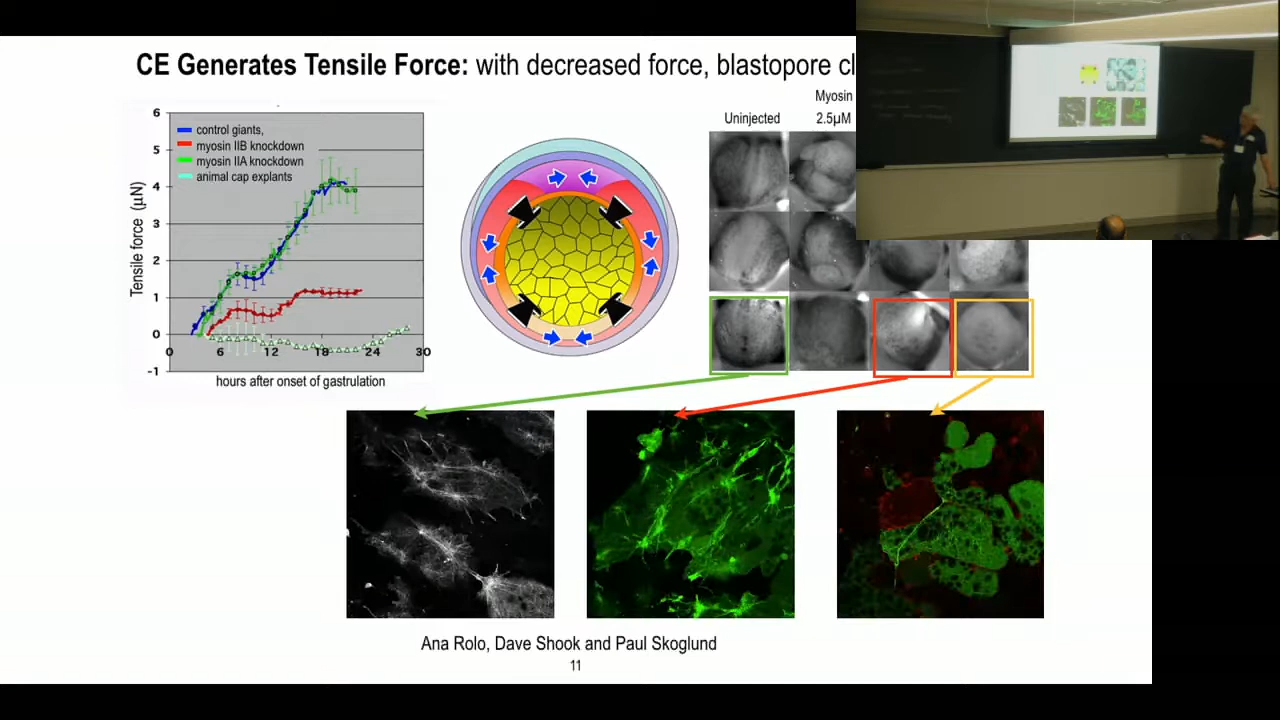 CE Generates Tensile Force: with decreased force, blastopore cl
Myosin
Uninjected 2.5µM
6
5
4
3
2
1
0
-1
Tensile force (µN)
control giants,
myosin IIB knockdown
myosin IIA knockdown
animal cap explants
0 6 12 18 24 30
hours after onset of gastrulation
Ana Rolo, Dave Shook and Paul Skoglund
11